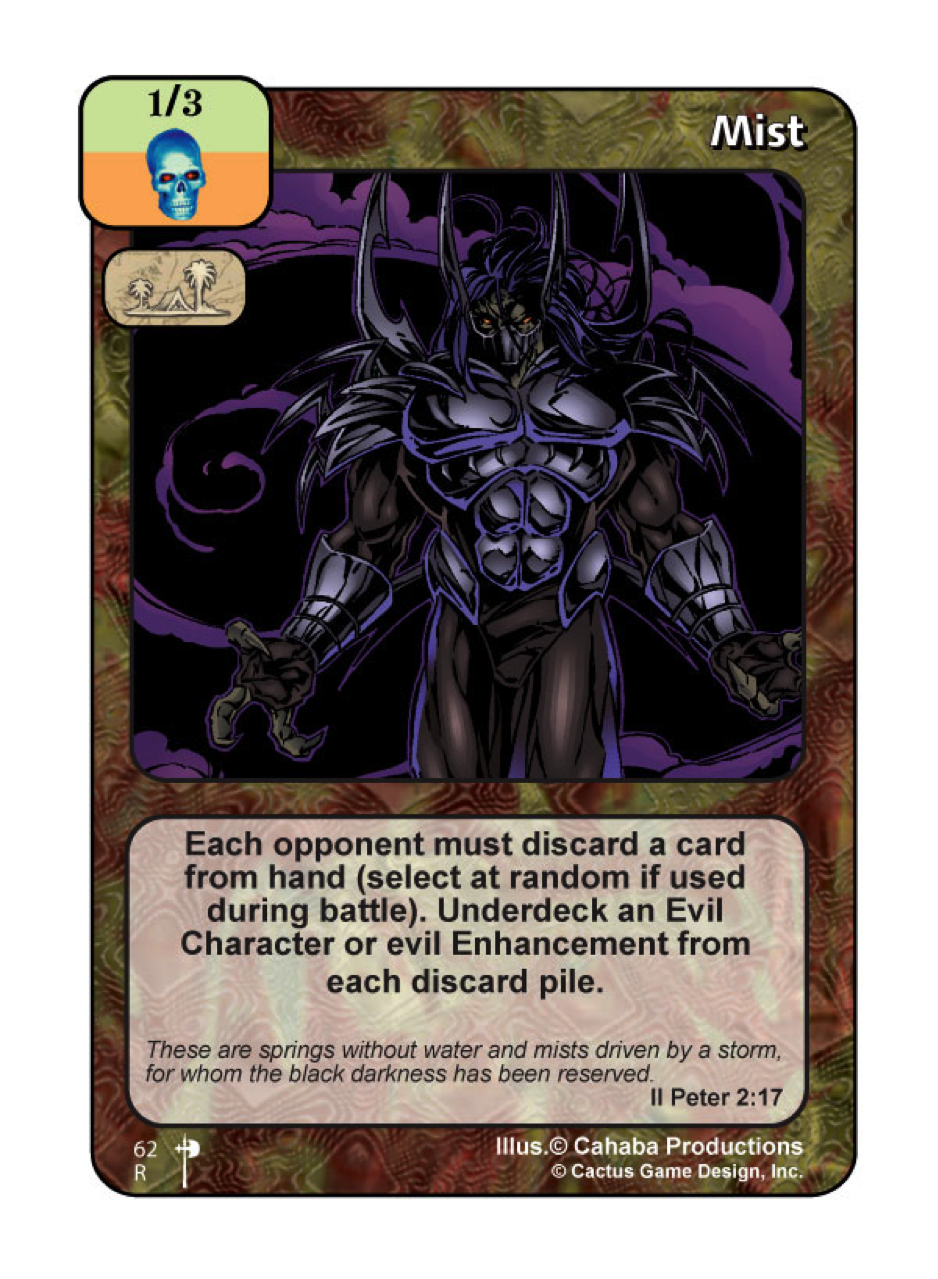 1/3
Mist
Each opponent must discard a card
from hand (select at random if used
during battle). Underdeck an Evil
Character or evil Enhancement from
each discard pile.
These are springs without water and mists driven by a storm,
for whom the black darkness has been reserved.
II Peter 2:17
62
R
Illus.© Cahaba Productions
© Cactus Game Design, Inc.